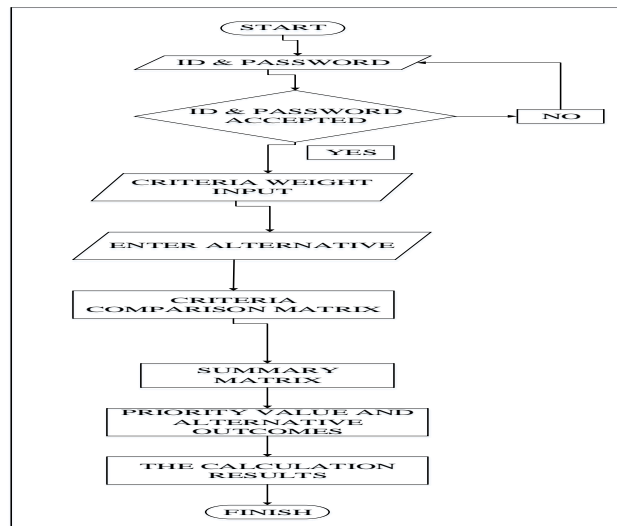 START
ID & PASSWORD
ID & PASSWORD
ACCEPTED
NO
YES
CRITERIA WEIGHT
INPUT
ENTER ALTERNATIVE
CRITERIA
COMPARISON MATRIX
SUMMARY
MATRIX
PRIORITY VALUE AND
ALTERNATIVE
OUTCOMES
THE CALCULATION
RESULTS
FINISH